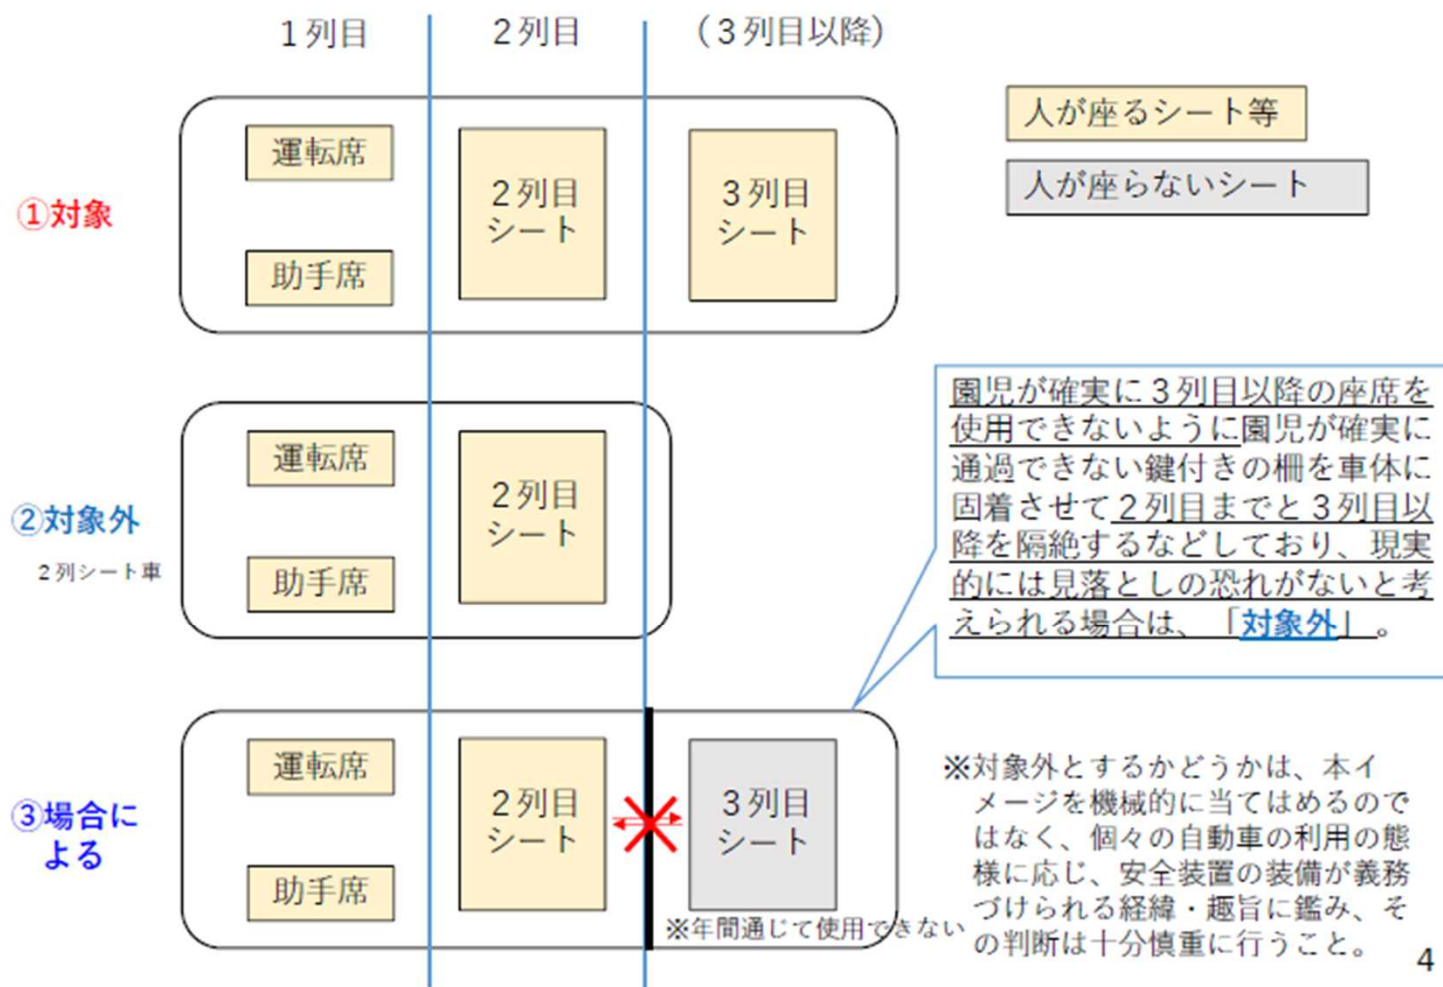 1列目
2列目
(3列目以降)
①対象
運転席
助手席
2列目
シート
3列目
シート
人が座るシート等
人が座らないシート
②対象外
2列シート車
運転席
助手席
2列目
シート
園児が確実に3列目以降の座席を
使用できないように園児が確実に
通過できない鍵付きの柵を車体に
固着させて2列目までと3列目以
降を隔絶するなどしており、現実
的には見落としの恐れがないと考
えられる場合は、「対象外」。
③場合に
よる
運転席
助手席
2列目
シート
3列目
シート
※年間通じて使用できない
※対象外とするかどうかは、本イ
メージを機械的に当てはめるので
はなく、個々の自動車の利用の態
様に応じ、安全装置の装備が義務
づけられる経緯・趣旨に鑑み、そ
の判断は十分慎重に行うこと。
4